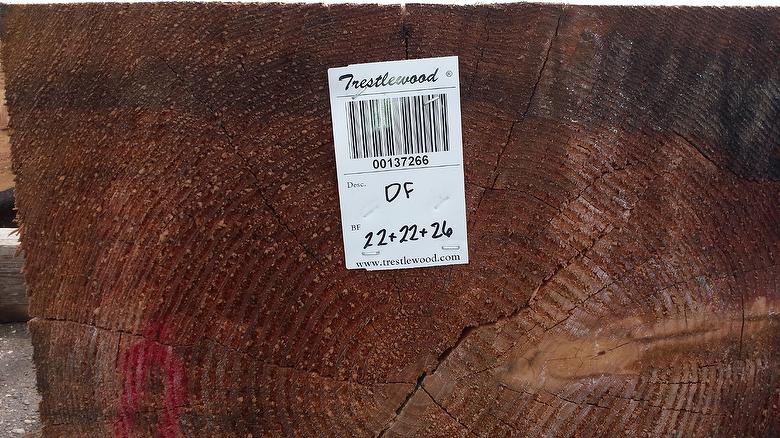 Trestlewood ®
00137266
Desc. DF
BF 22+22+26
www.trestlewood.com